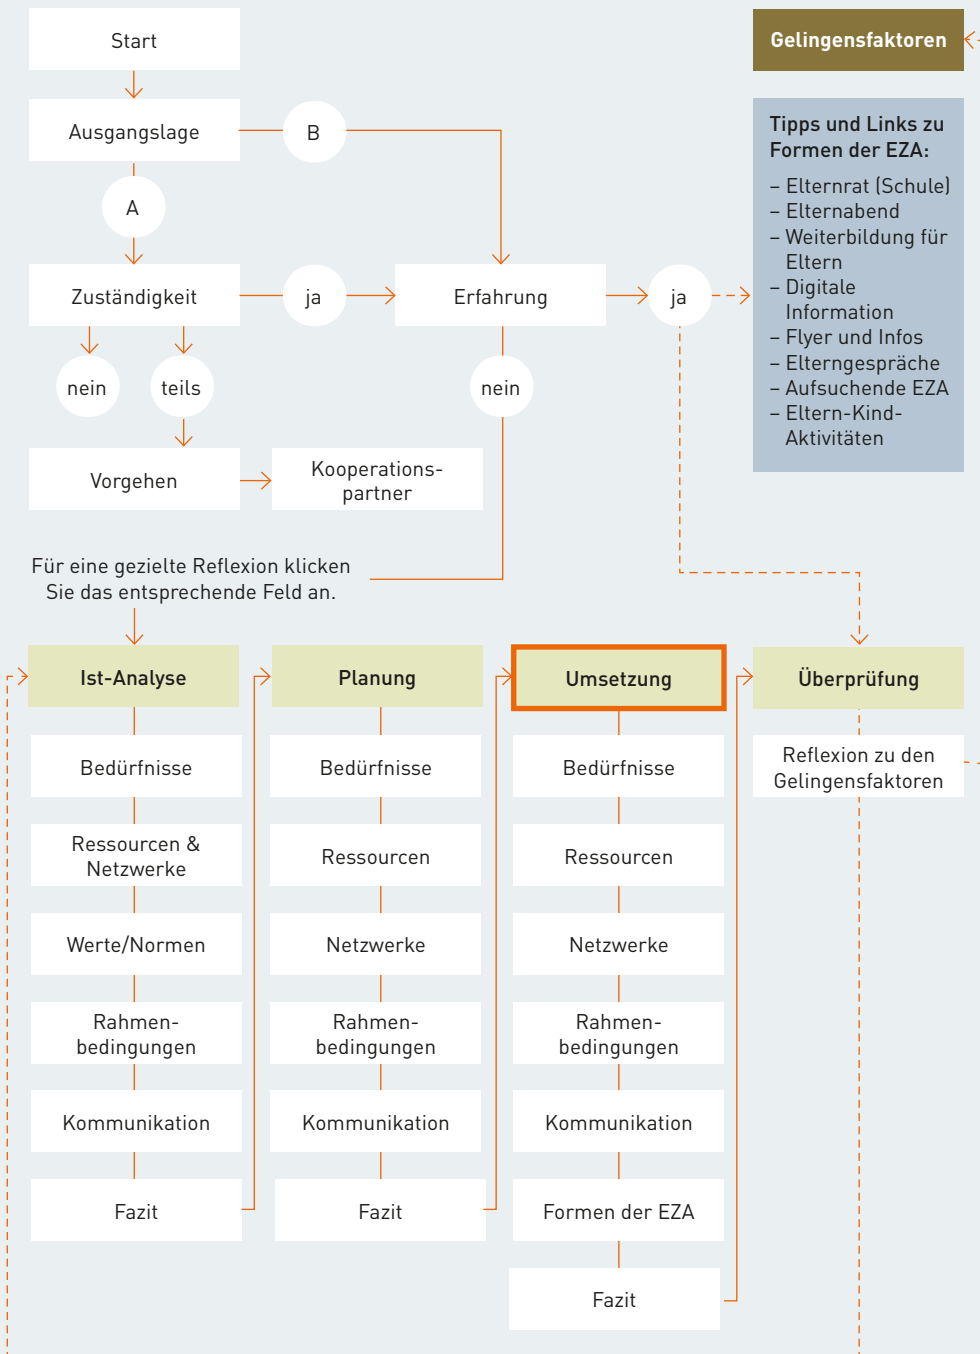 Start
Gelingensfaktoren
Ausgangslage
B
A
Tipps und Links zu
Formen der EZA:
– Elternrat (Schule)
– Elternabend
– Weiterbildung für
Eltern
– Digitale
Information
– Flyer und Infos
– Elterngespräche
– Aufsuchende EZA
– Eltern-Kind-
Aktivitäten
Zuständigkeit
ja
Erfahrung
ja
nein
teils
nein
Vorgehen
Kooperations-
partner
Für eine gezielte Reflexion klicken
Sie das entsprechende Feld an.
Ist-Analyse
Bedürfnisse
Ressourcen &
Netzwerke
Werte/Normen
Rahmen-
bedingungen
Kommunikation
Fazit
Planung
Bedürfnisse
Ressourcen
Netzwerke
Rahmen-
bedingungen
Kommunikation
Fazit
Umsetzung
Bedürfnisse
Ressourcen
Netzwerke
Rahmen-
bedingungen
Kommunikation
Formen der EZA
Fazit
Überprüfung
Reflexion zu den
Gelingensfaktoren